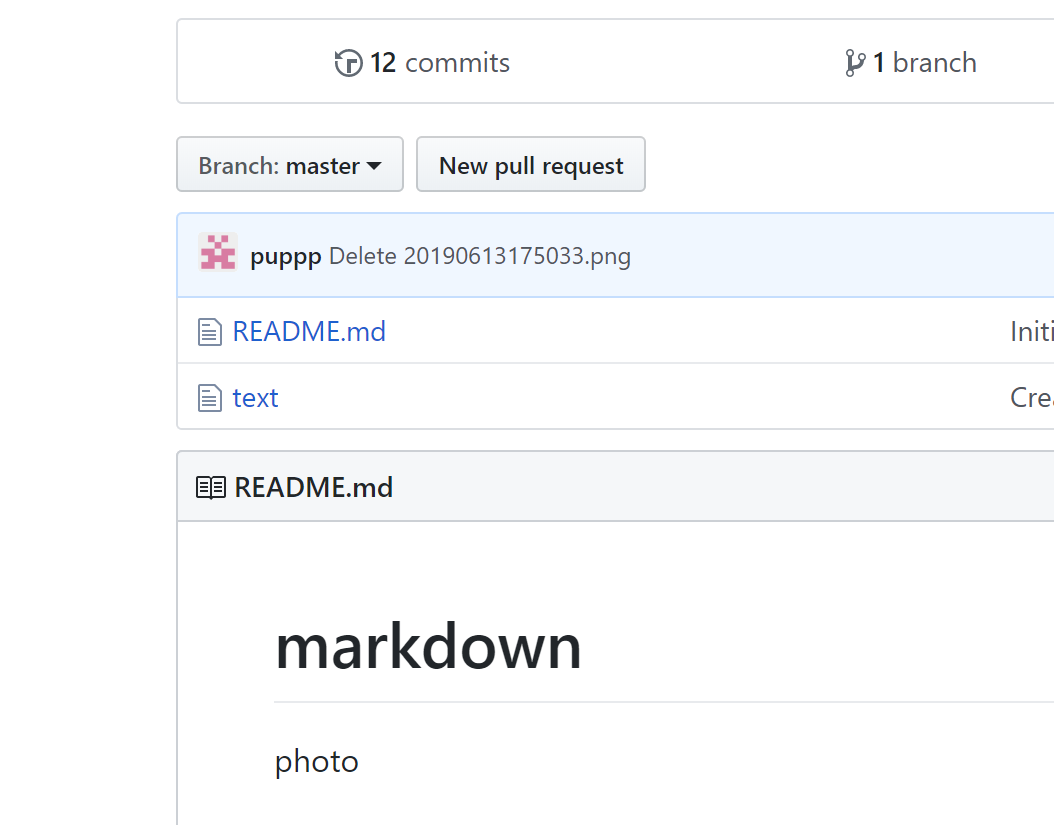 12 commits 1 branch
Branch: master New pull request
puppp Delete 20190613175033.png
README.md Initi
text Crea
README.md
markdown
photo